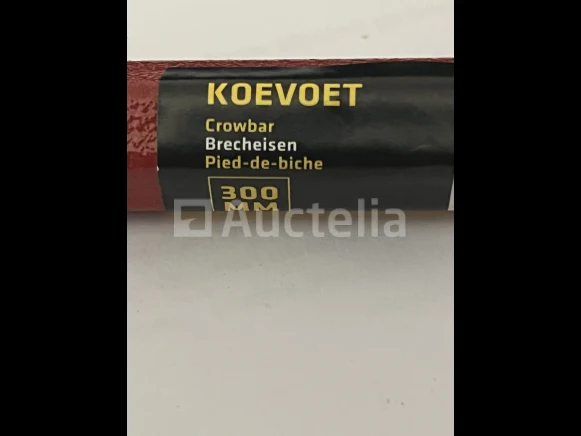 KOEVOET
Crowbar
Brecheisen
Pied-de-biche
300
MM
Auctelia